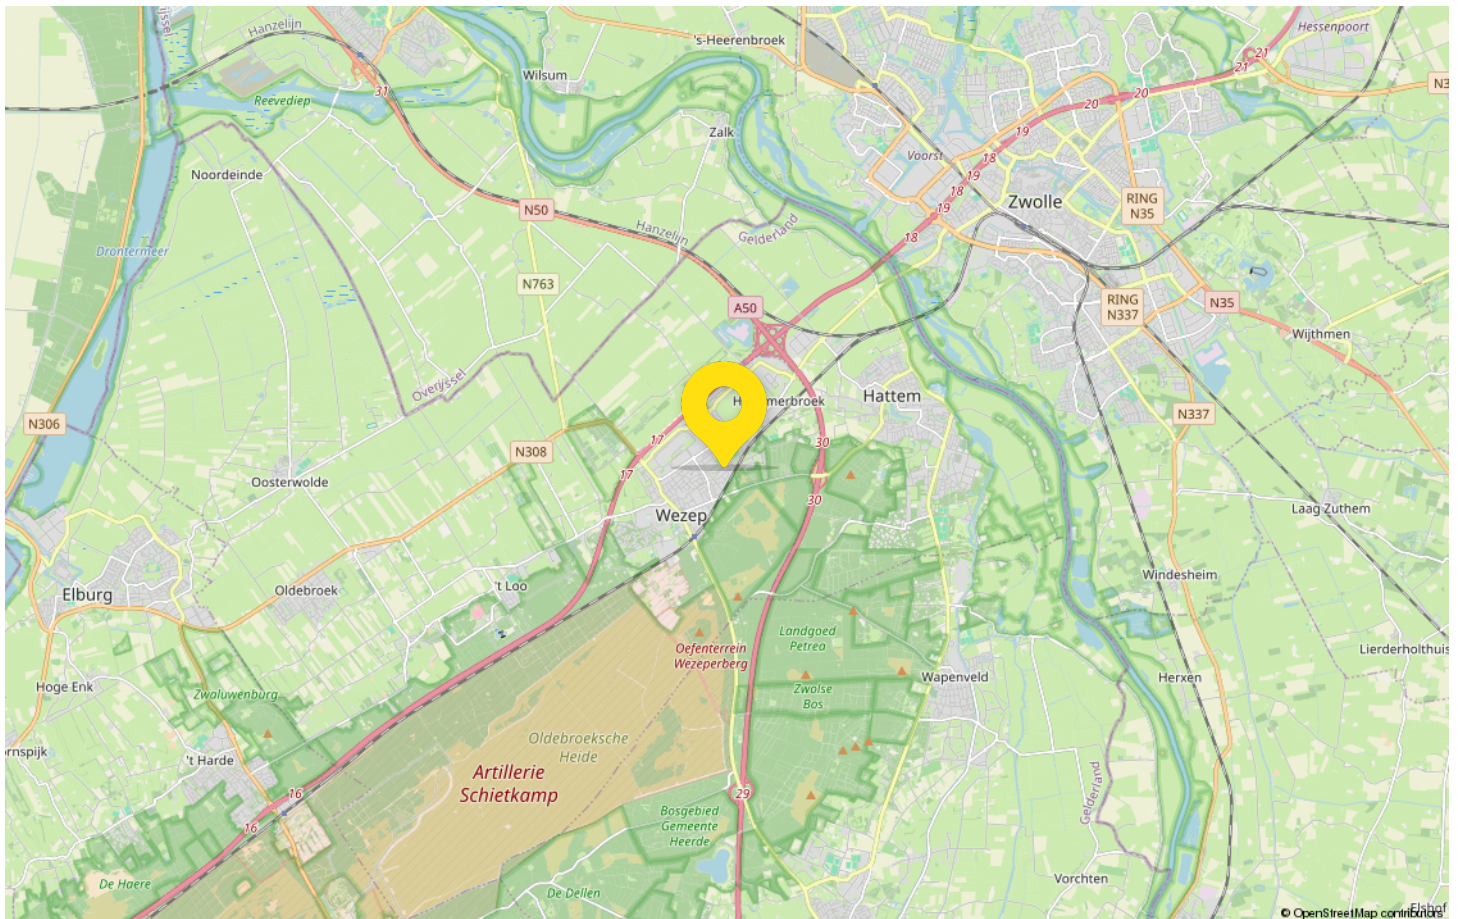 Hanzelijn
Hessenpoort
's-Heerenbroek
21
21
Wilsum
31
N3
20
20
Reevediep
Zalk
19
Voorst
18
19
18
19
Noordeinde
Zwolle
RING
N35
N50
Hanzelijn
Gelderland
18
Drontermeer
N763
A50
RING
N337
N35
Wijthmen
Overijssel
Hattem
N306
N308
17
17
30
N337
Oosterwolde
30
Wezep
Laag Zuthem
Elburg
Oldebroek
't Loo
Windesheim
Landgoed
Petrea
Oefenterrein
Wezeperberg
Lierderholthuis
Hoge Enk
Zwaluwenburg
Zwolse
Bos
Wapenveld
Herxen
ornspijk
't Harde
Oldebroeksche
Heide
Artillerie
Schietkamp
16
29
Gelderland
16
Bosgebied
Gemeente
Heerde
De Haere
De Dellen
Vorchten
© OpenStreetMap contributors